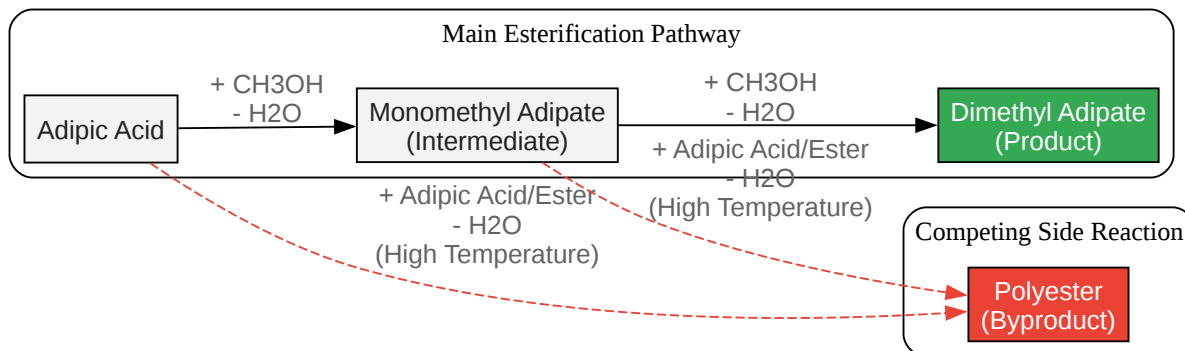 Main Esterification Pathway
+ CH3OH
- H2O
+ CH3OH
- H2O
Adipic Acid
Monomethyl Adipate
(Intermediate)
Dimethyl Adipate
(Product)
+ Adipic Acid/Ester
- H2O
(High Temperature)
+ Adipic Acid/Ester
- H2O
(High Temperature)
Competing Side Reaction
Polyester
(Byproduct)